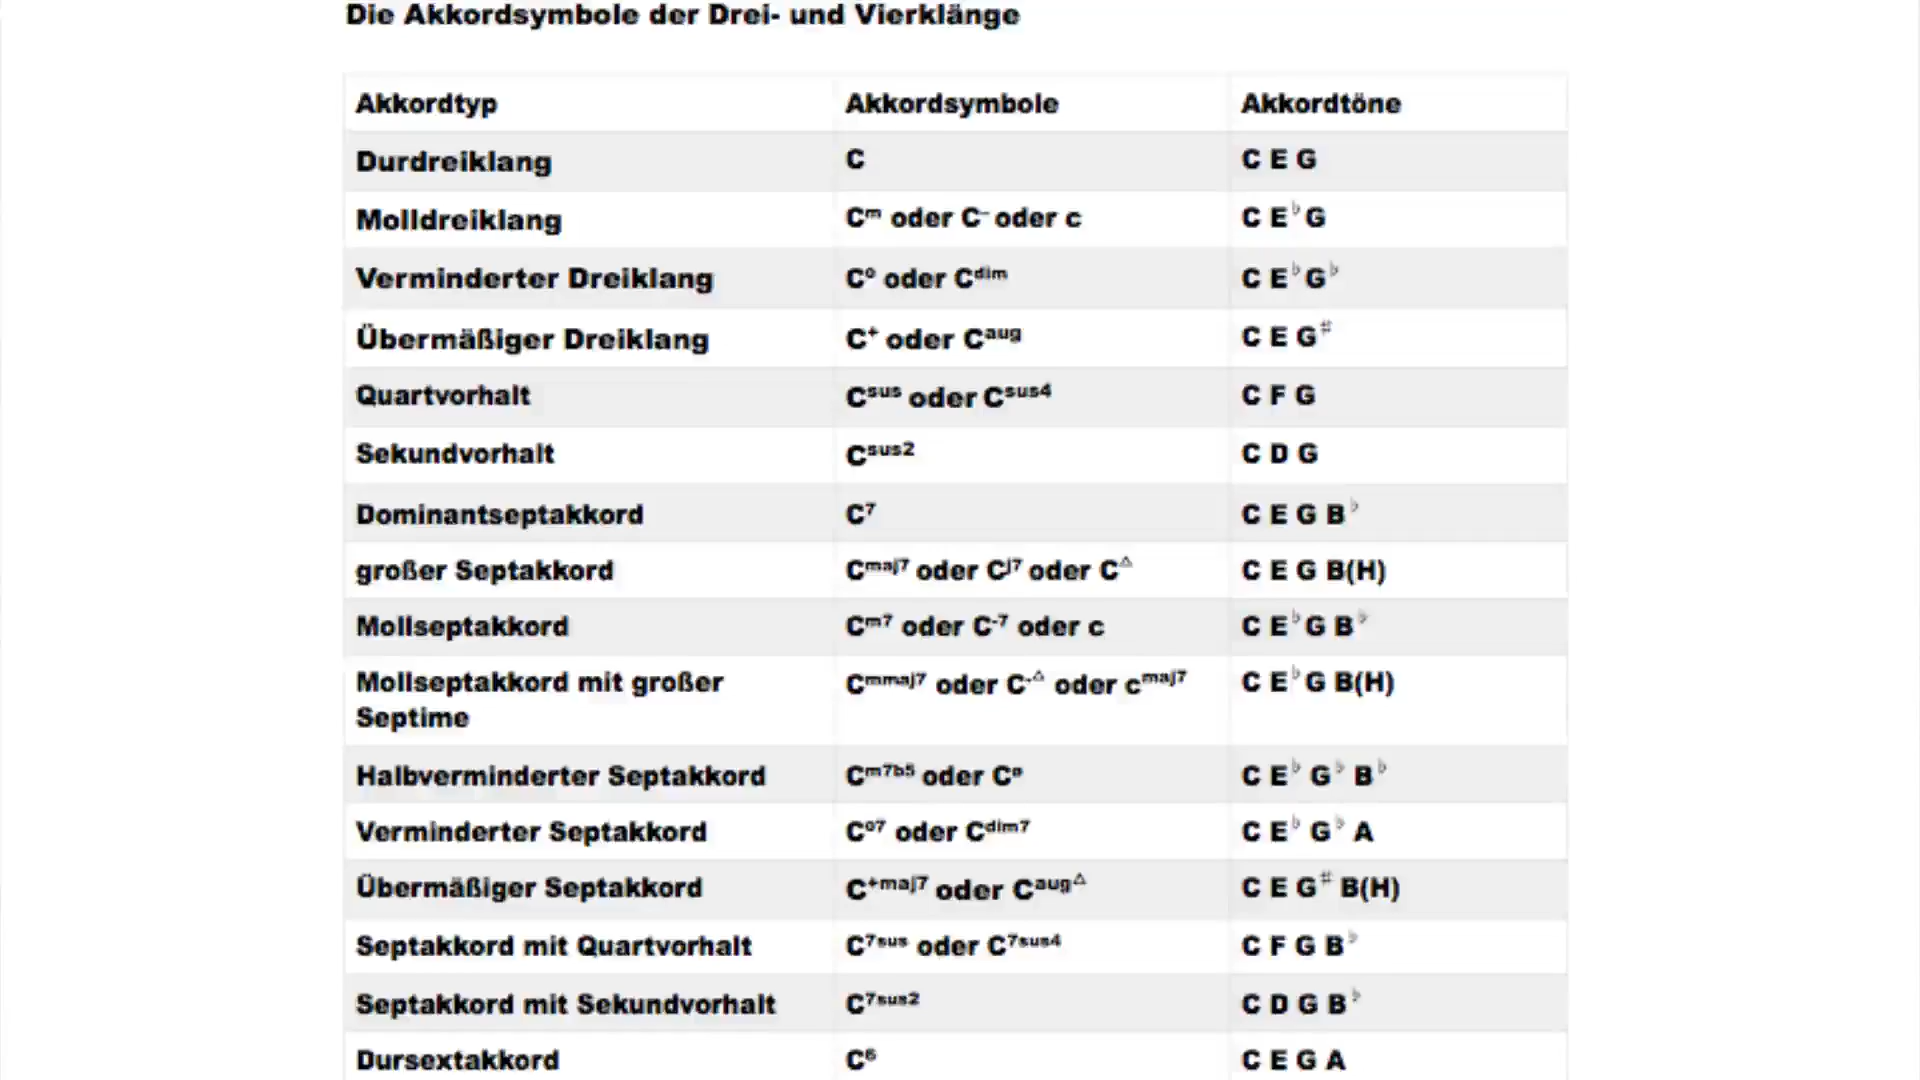 Die Akkordsymbole der Drei- und Vierklänge
Akkordtyp Akkordsymbole Akkordtöne
Durdreiklang C C E G
Molldreiklang Cᵐ oder C⁻ oder c C E♭ G
Verminderter Dreiklang C° oder Cᵈⁱᵐ C E♭ G♭
Übermäßiger Dreiklang C⁺ oder Cᵃᵘᵍ C E G♯
Quartvorhalt Cˢᵘˢ oder Cˢᵘˢ⁴ C F G
Sekundvorhalt Cˢᵘˢ² C D G
Dominantseptakkord C⁷ C E G B♭
großer Septakkord Cᵐᵃʲ⁷ oder Cʲ⁷ oder C△ C E G B(H)
Mollseptakkord Cᵐ⁷ oder C⁻⁷ oder c C E♭ G B♭
Mollseptakkord mit großer Cᵐᵐᵃʲ⁷ oder C⁻△ oder cᵐᵃʲ⁷ C E♭ G B(H)
Septime
Halbverminderter Septakkord Cᵐ⁷ᵇ⁵ oder Cø C E♭ G♭ B♭
Verminderter Septakkord C°⁷ oder Cᵈⁱᵐ⁷ C E♭ G♭ A
Übermäßiger Septakkord C⁺ᵐᵃʲ⁷ oder Cᵃᵘᵍ△ C E G♯ B(H)
Septakkord mit Quartvorhalt C⁷ˢᵘˢ oder C⁷ˢᵘˢ⁴ C F G B♭
Septakkord mit Sekundvorhalt C⁷ˢᵘˢ² C D G B♭
Dursextakkord C⁶ C E G A